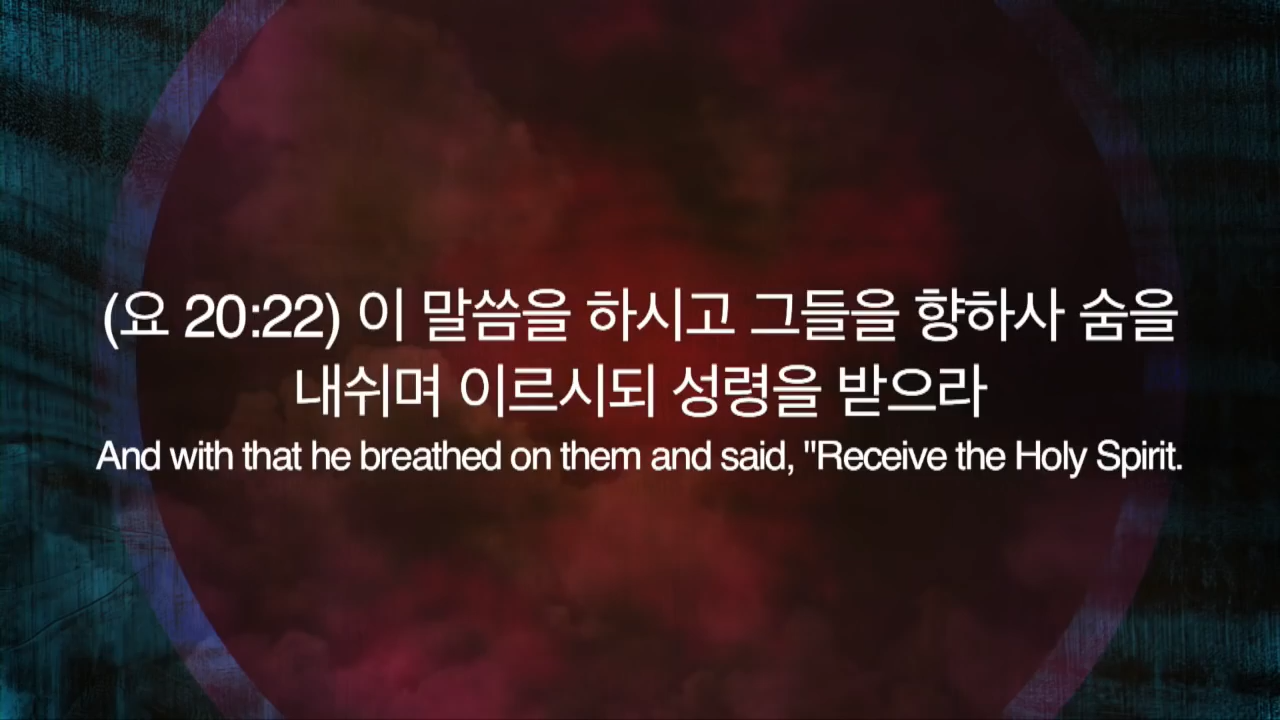 (요 20:22) 이 말씀을 하시고 그들을 향하사 숨을
내쉬며 이르시되 성령을 받으라
And with that he breathed on them and said, "Receive the Holy Spirit.